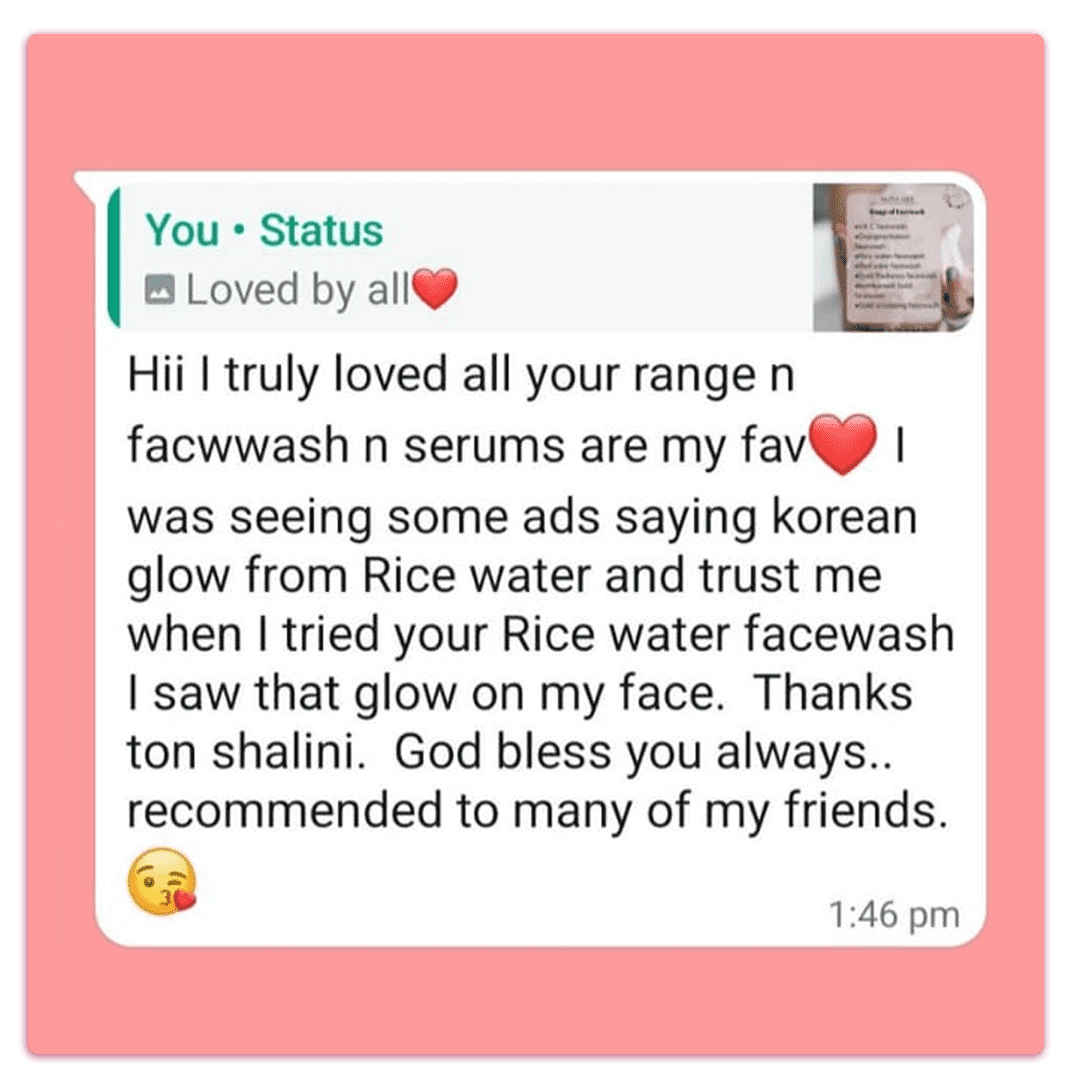 You • Status
Loved by all❤️
Hii I truly loved all your range n
facwwash n serums are my fav❤️ I
was seeing some ads saying korean
glow from Rice water and trust me
when I tried your Rice water facewash
I saw that glow on my face.  Thanks
ton shalini.  God bless you always..
recommended to many of my friends.
😘
1:46 pm